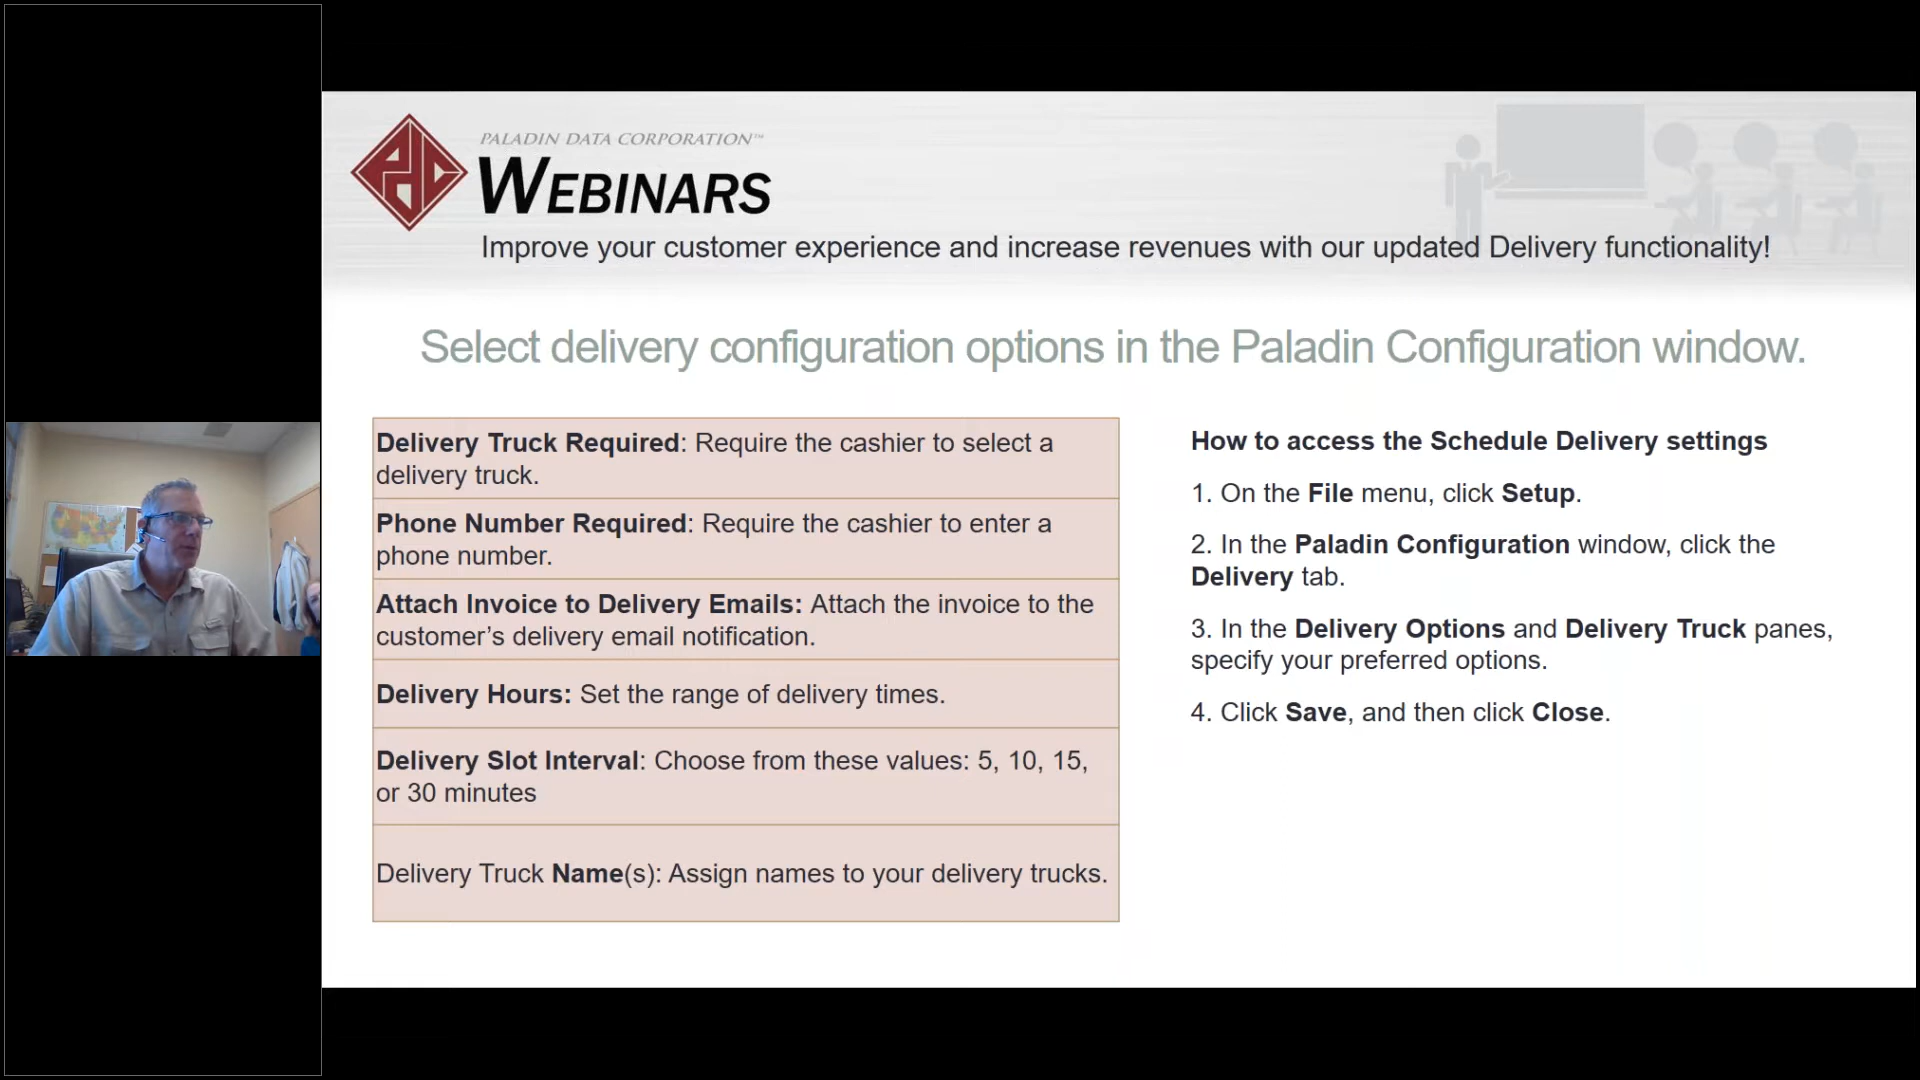 PALADIN DATA CORPORATION™
WEBINARS
Improve your customer experience and increase revenues with our updated Delivery functionality!
Select delivery configuration options in the Paladin Configuration window.
Delivery Truck Required: Require the cashier to select a
delivery truck.
Phone Number Required: Require the cashier to enter a
phone number.
Attach Invoice to Delivery Emails: Attach the invoice to the
customer’s delivery email notification.
Delivery Hours: Set the range of delivery times.
Delivery Slot Interval: Choose from these values: 5, 10, 15,
or 30 minutes
Delivery Truck Name(s): Assign names to your delivery trucks.
How to access the Schedule Delivery settings
1. On the File menu, click Setup.
2. In the Paladin Configuration window, click the
Delivery tab.
3. In the Delivery Options and Delivery Truck panes,
specify your preferred options.
4. Click Save, and then click Close.